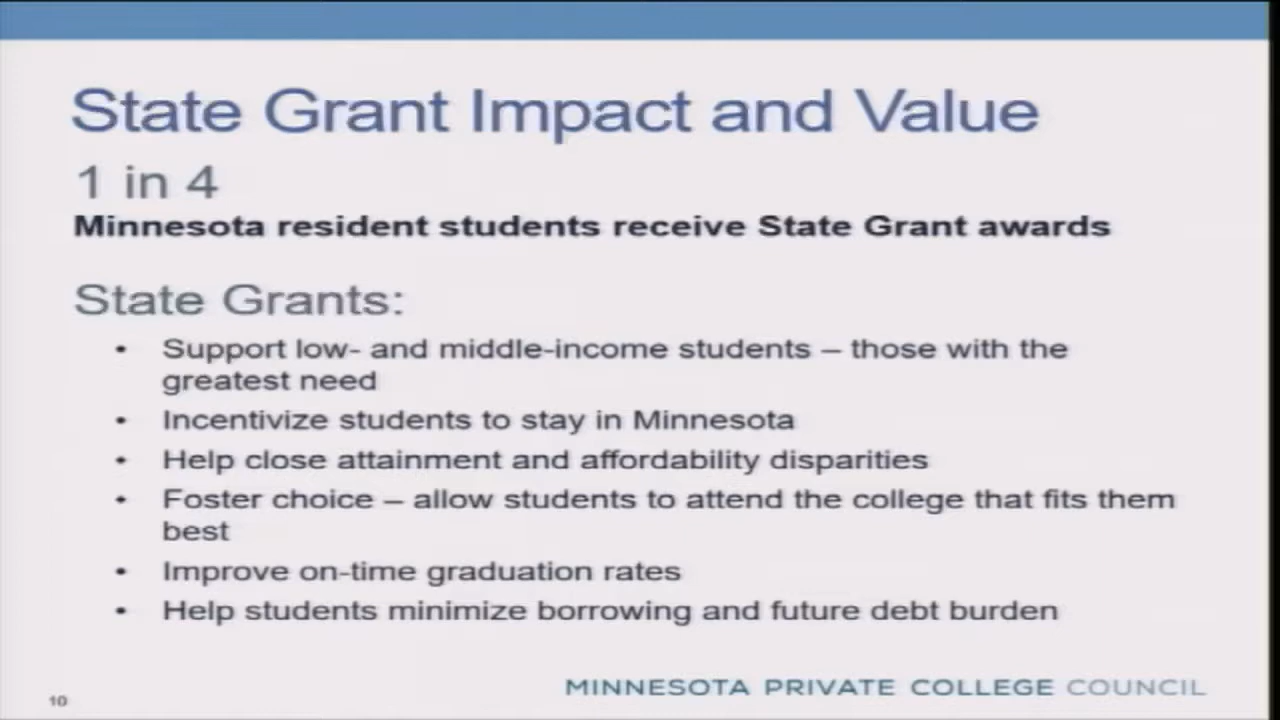 State Grant Impact and Value
1 in 4
Minnesota resident students receive State Grant awards
State Grants:
• Support low- and middle-income students – those with the
greatest need
• Incentivize students to stay in Minnesota
• Help close attainment and affordability disparities
• Foster choice – allow students to attend the college that fits them
best
• Improve on-time graduation rates
• Help students minimize borrowing and future debt burden
10
MINNESOTA PRIVATE COLLEGE COUNCIL